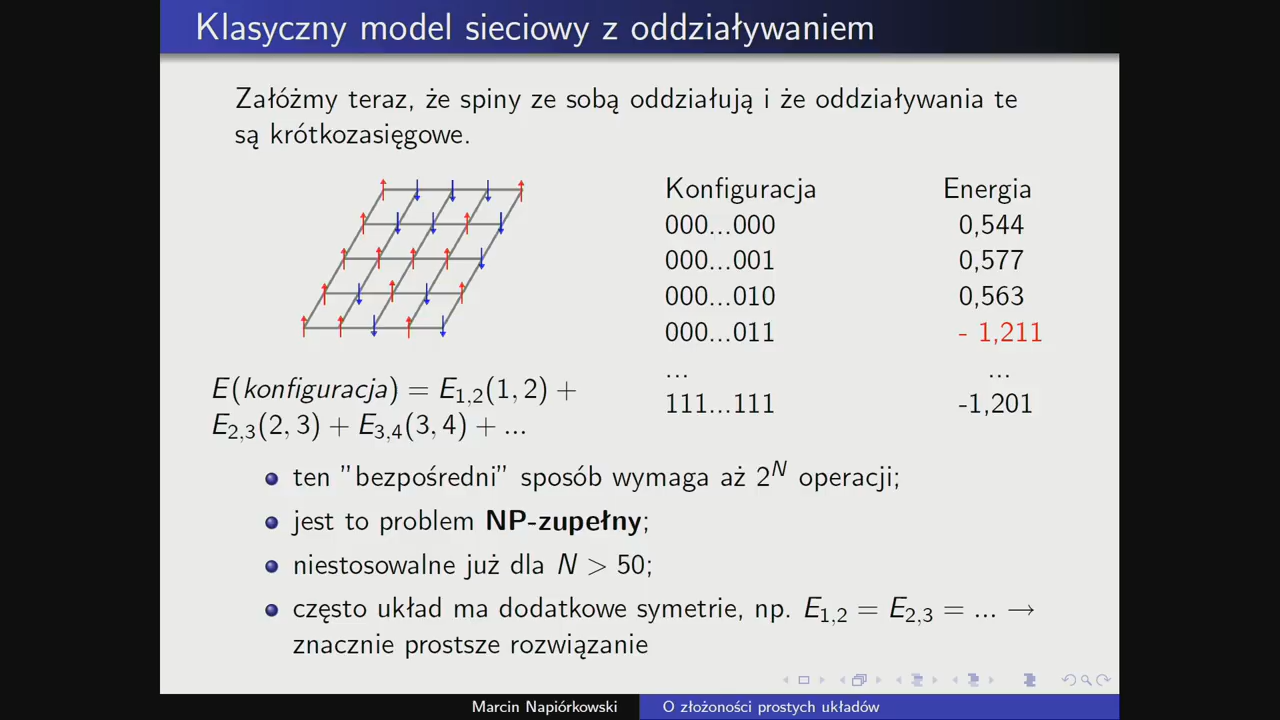 Klasyczny model sieciowy z oddziaływaniem
Załóżmy teraz, że spiny ze sobą oddziałują i że oddziaływania te
są krótkozasięgowe.
E(konfiguracja) = E1,2(1, 2) +
E2,3(2, 3) + E3,4(3, 4) + ...
Konfiguracja Energia
000...000 0,544
000...001 0,577
000...010 0,563
000...011 - 1,211
... ...
111...111 -1,201
ten ”bezpośredni” sposób wymaga aż 2^N operacji;
jest to problem NP-zupełny;
niestosowalne już dla N > 50;
często układ ma dodatkowe symetrie, np. E1,2 = E2,3 = ... →
znacznie prostsze rozwiązanie
Marcin Napiórkowski O złożoności prostych układów